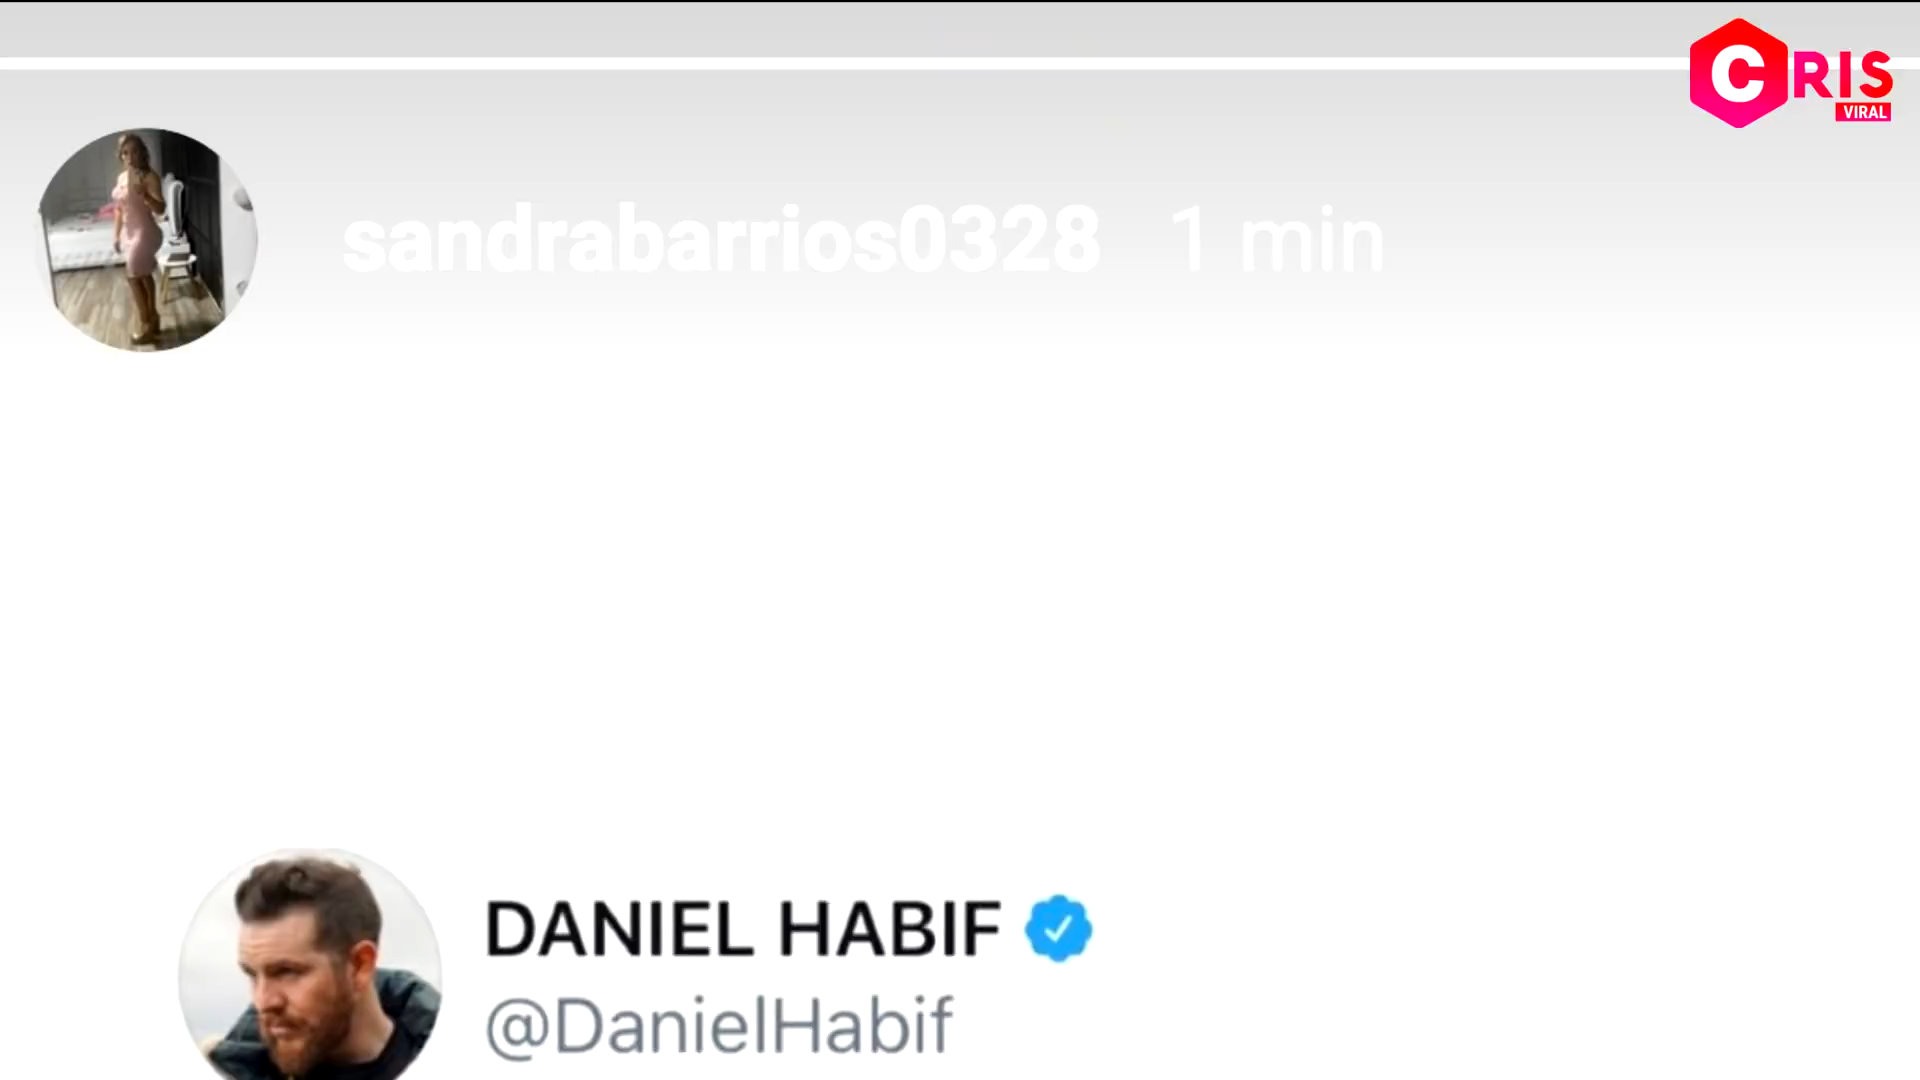 CRIS
VIRAL
sandrabarrios0328 1 min
DANIEL HABIF
@DanielHabif